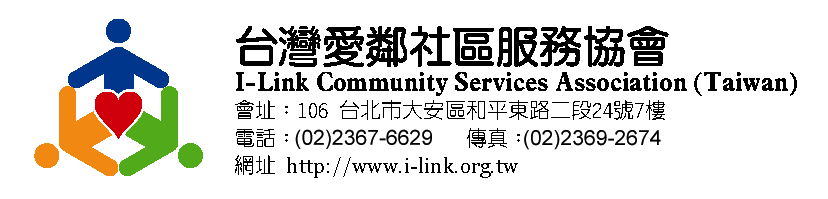 台灣愛鄰社區服務協會
I-Link Community Services Association (Taiwan)
會址：106 台北市大安區和平東路二段24號7樓
電話：(02)2367-6629 傳真：(02)2369-2674
網址 http://www.i-link.org.tw